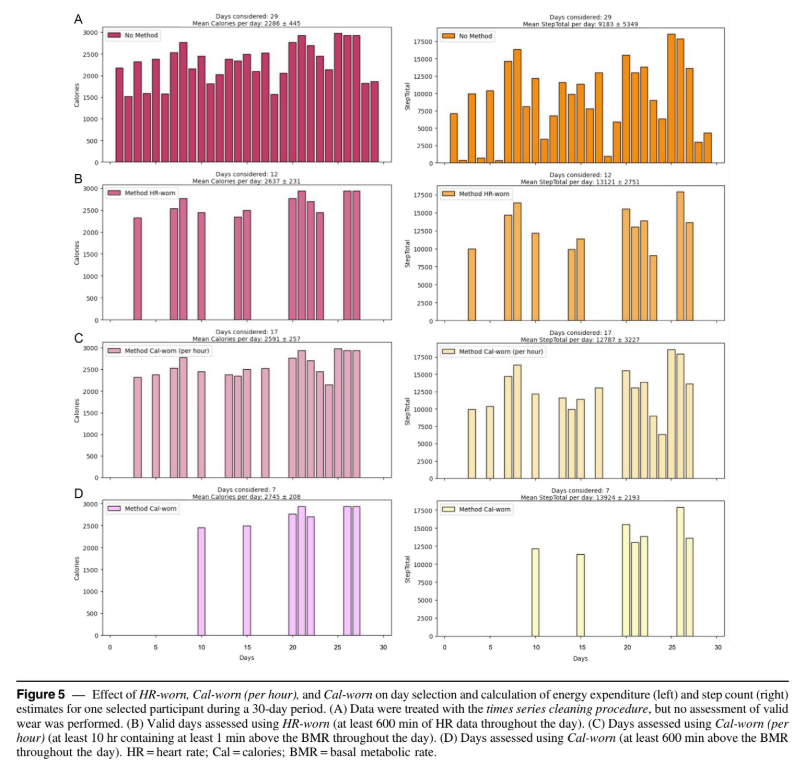 A
Days considered: 29
Mean Calories per day: 2286 ± 445
Days considered: 29
Mean StepTotal per day: 9183 ± 5349
No Method
No Method
3000
2500
2000
1500
1000
500
0
Calories
17500
15000
12500
10000
7500
5000
2500
0
StepTotal
B
Days considered: 12
Mean Calories per day: 2637 ± 231
Days considered: 12
Mean StepTotal per day: 13121 ± 2751
Method HR-worn
Method HR-worn
3000
2500
2000
1500
1000
500
0
Calories
17500
15000
12500
10000
7500
5000
2500
0
StepTotal
C
Days considered: 17
Mean Calories per day: 2591 ± 257
Days considered: 17
Mean StepTotal per day: 12787 ± 3227
Method Cal-worn (per hour)
Method Cal-worn (per hour)
3000
2500
2000
1500
1000
500
0
Calories
17500
15000
12500
10000
7500
5000
2500
0
StepTotal
D
Days considered: 7
Mean Calories per day: 2745 ± 208
Days considered: 7
Mean StepTotal per day: 13924 ± 2193
Method Cal-worn
Method Cal-worn
3000
2500
2000
1500
1000
500
0
Calories
17500
15000
12500
10000
7500
5000
2500
0
StepTotal
0 5 10 15 20 25 30
Days
0 5 10 15 20 25 30
Days
Figure 5 — Effect of HR-worn, Cal-worn (per hour), and Cal-worn on day selection and calculation of energy expenditure (left) and step count (right)
estimates for one selected participant during a 30-day period. (A) Data were treated with the times series cleaning procedure, but no assessment of valid
wear was performed. (B) Valid days assessed using HR-worn (at least 600 min of HR data throughout the day). (C) Days assessed using Cal-worn (per
hour) (at least 10 hr containing at least 1 min above the BMR throughout the day). (D) Days assessed using Cal-worn (at least 600 min above the BMR
throughout the day). HR = heart rate; Cal = calories; BMR = basal metabolic rate.